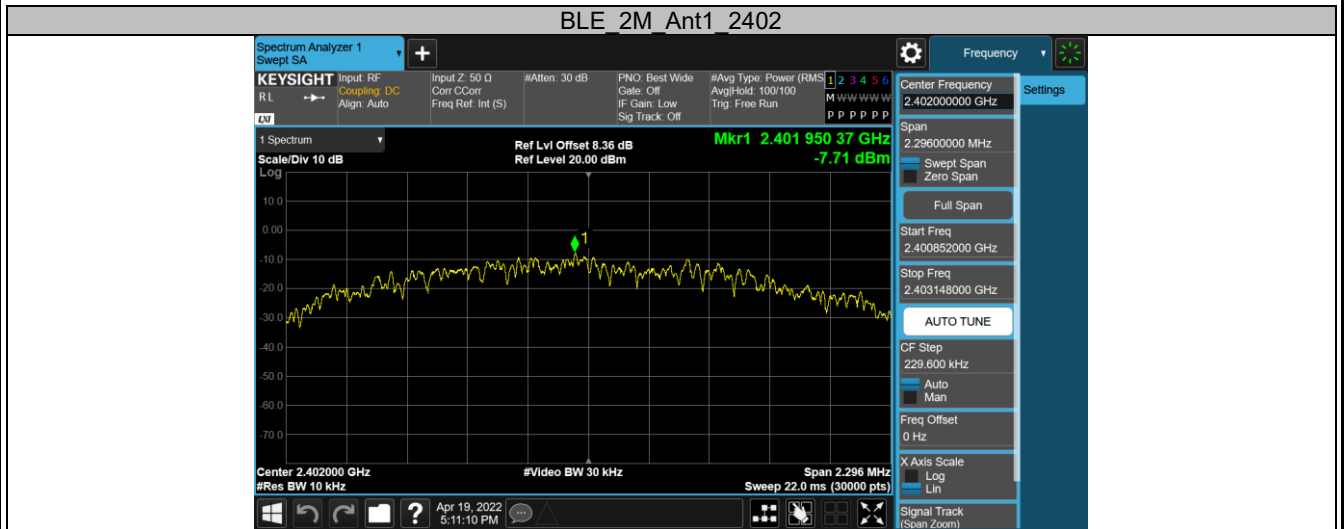 BLE_2M_Ant1_2402
Spectrum Analyzer 1
Swept SA
+
Frequency
KEYSIGHT
RL
LXI
Input: RF
Coupling: DC
Align: Auto
Input Z: 50 Ω
Corr CCorr
Freq Ref: Int (S)
#Atten: 30 dB
PNO: Best Wide
Gate: Off
IF Gain: Low
Sig Track: Off
#Avg Type: Power (RMS
Avg|Hold: 100/100
Trig: Free Run
1 2 3 4 5 6
M W W W W W
P P P P P P
Settings
1 Spectrum
Scale/Div 10 dB
Ref Lvl Offset 8.36 dB
Ref Level 20.00 dBm
Mkr1 2.401 950 37 GHz
-7.71 dBm
Log
10.0
0.00
-10.0
-20.0
-30.0
-40.0
-50.0
-60.0
-70.0
1
Center 2.402000 GHz
#Res BW 10 kHz
#Video BW 30 kHz
Span 2.296 MHz
Sweep 22.0 ms (30000 pts)
Center Frequency
2.402000000 GHz
Span
2.29600000 MHz
Swept Span
Zero Span
Full Span
Start Freq
2.400852000 GHz
Stop Freq
2.403148000 GHz
AUTO TUNE
CF Step
229.600 kHz
Auto
Man
Freq Offset
0 Hz
X Axis Scale
Log
Lin
Signal Track
(Span Zoom)
?
Apr 19, 2022
5:11:10 PM